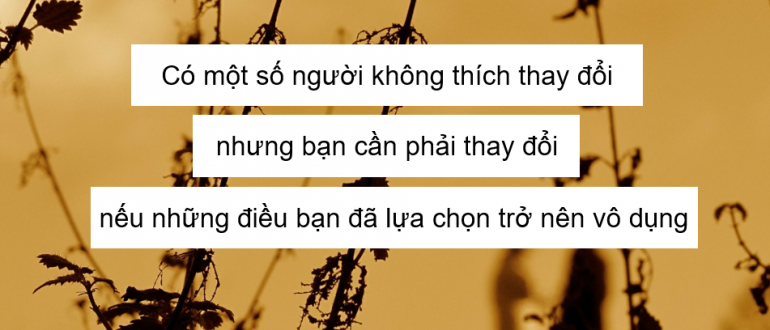 Có một số người không thích thay đổi
nhưng bạn cần phải thay đổi
nếu những điều bạn đã lựa chọn trở nên vô dụng